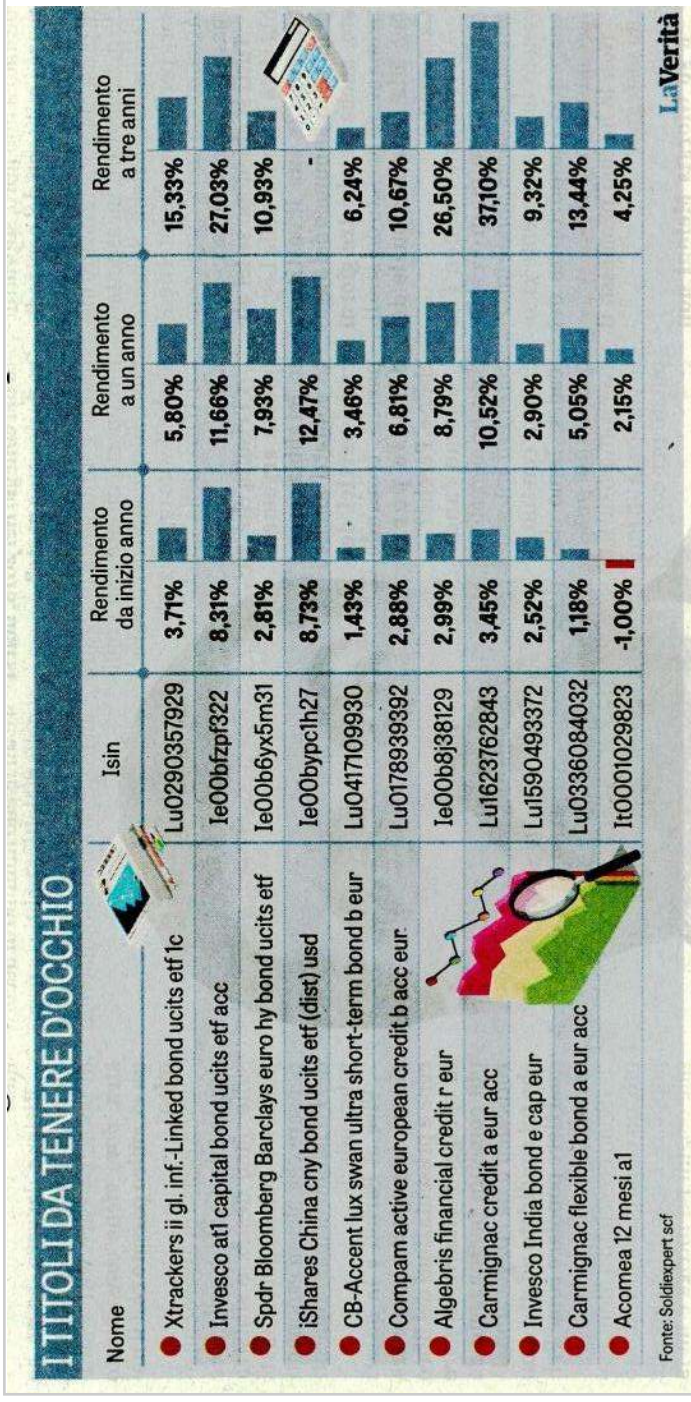 I TITOLI DA TENERE D'OCCHIO
Nome Isin Rendimento da inizio anno Rendimento a un anno Rendimento a tre anni
Xtrackers ii gl. inf.-Linked bond ucits etf 1c Lu0290357929 3,71% 5,80% 15,33%
Invesco at1 capital bond ucits etf acc Ie00bfzpf322 8,31% 11,66% 27,03%
Spdr Bloomberg Barclays euro hy bond ucits etf Ie00b6yx5m31 2,81% 7,93% 10,93%
iShares China cny bond ucits etf (dist) usd Ie00bypc1h27 8,73% 12,47% -
CB-Accent lux swan ultra short-term bond b eur Lu0417109930 1,43% 3,46% 6,24%
Compam active european credit b acc eur Lu0178939392 2,88% 6,81% 10,67%
Algebris financial credit r eur Ie00b8j38129 2,99% 8,79% 26,50%
Carmignac credit a eur acc Lu1623762843 3,45% 10,52% 37,10%
Invesco India bond e cap eur Lu1590493372 2,52% 2,90% 9,32%
Carmignac flexible bond a eur acc Lu0336084032 1,18% 5,05% 13,44%
Acomea 12 mesi a1 It0001029823 -1,00% 2,15% 4,25%
Fonte: Soldiexpert scf
LaVerità